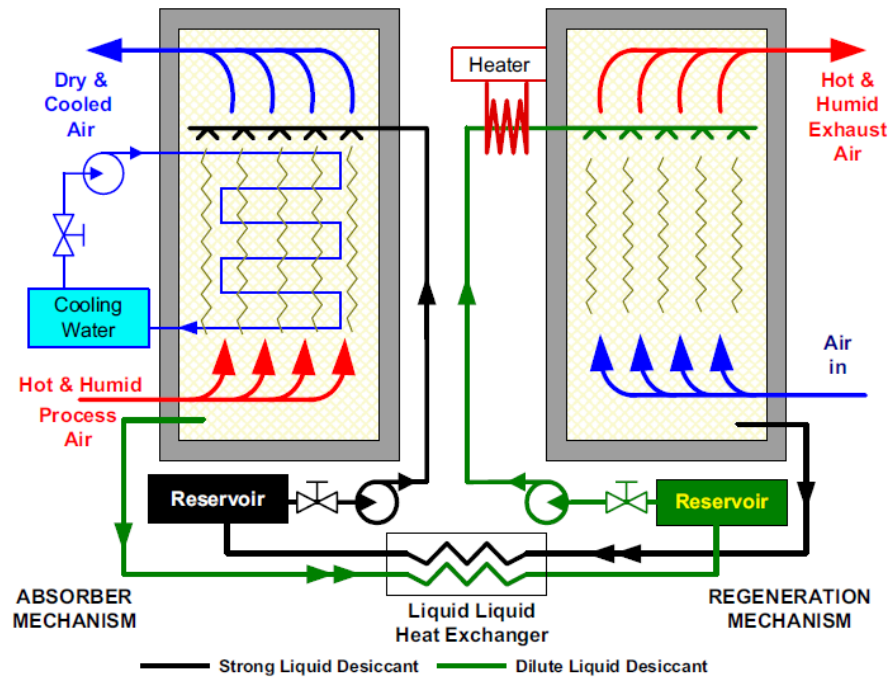 Dry &
Cooled
Air
Heater
Hot &
Humid
Exhaust
Air
Cooling
Water
Air
in
Hot & Humid
Process
Air
Reservoir
Reservoir
ABSORBER
MECHANISM
Liquid Liquid
Heat Exchanger
REGENERATION
MECHANISM
Strong Liquid Desiccant
Dilute Liquid Desiccant